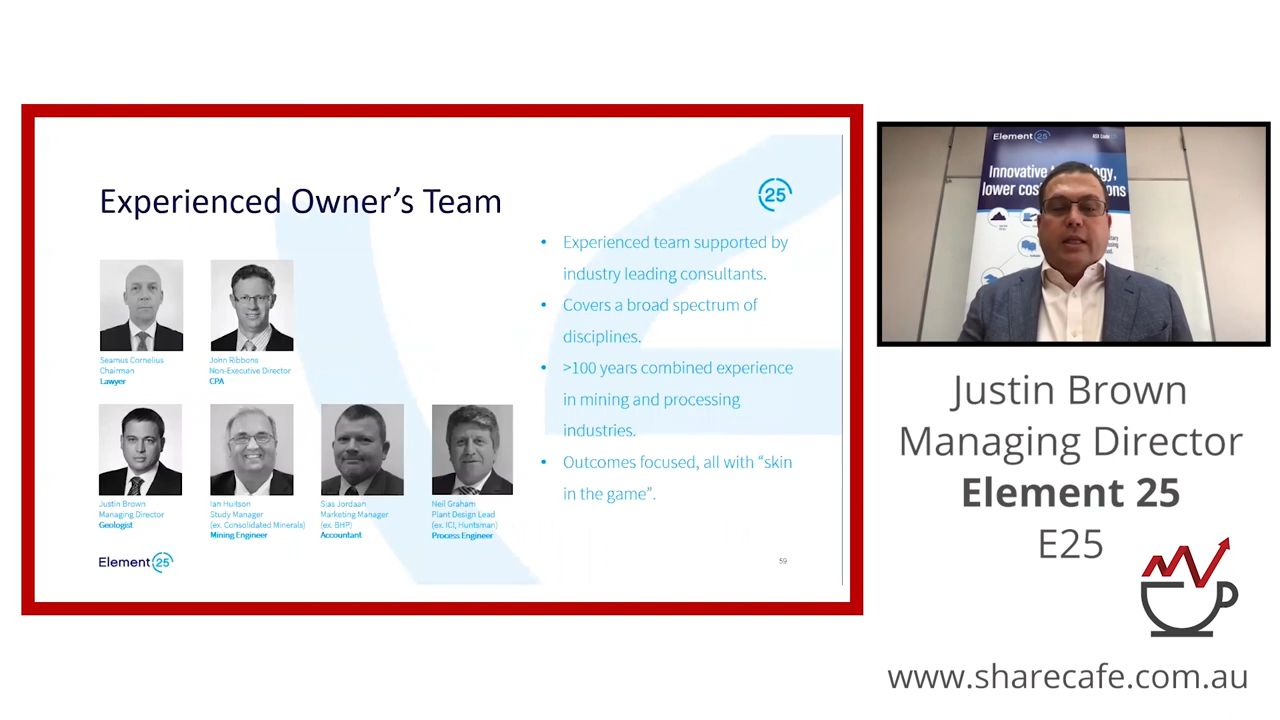 Experienced Owner's Team
25
• Experienced team supported by
industry leading consultants.
• Covers a broad spectrum of
disciplines.
• >100 years combined experience
in mining and processing
industries.
• Outcomes focused, all with “skin
in the game”.
Seamus Cornelius
Chairman
Lawyer
John Ribbons
Non-Executive Director
CPA
Justin Brown
Managing Director
Geologist
Ian Huitson
Study Manager
(ex. Consolidated Minerals)
Mining Engineer
Sias Jordaan
Marketing Manager
(ex. BHP)
Accountant
Neil Graham
Plant Design Lead
(ex. ICI, Huntsman)
Process Engineer
Element 25
59
Element 25
Innovative
lower
Justin Brown
Managing Director
Element 25
E25
www.sharecafe.com.au